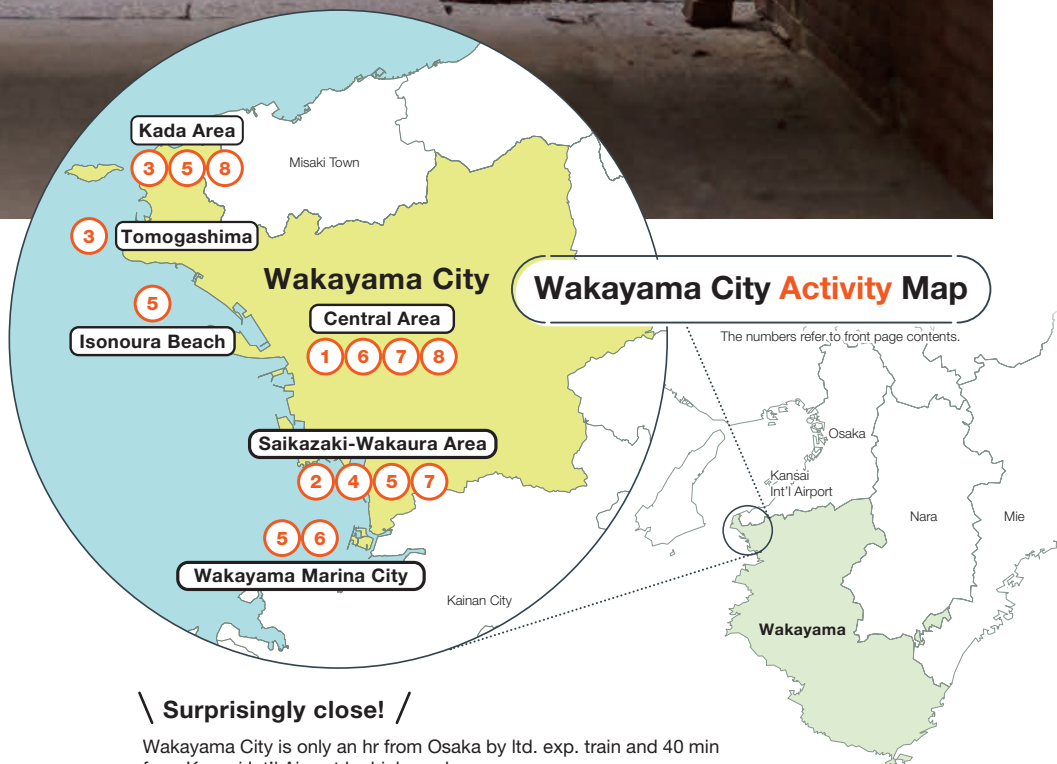 Kada Area
3 5 8
Misaki Town
3 Tomogashima
Wakayama City
Wakayama City Activity Map
The numbers refer to front page contents.
5
Isonoura Beach
Central Area
1 6 7 8
Saikazaki-Wakaura Area
2 4 5 7
5 6
Wakayama Marina City
Kainan City
Osaka
Kansai
Int'l Airport
Nara
Mie
Wakayama
\ Surprisingly close! /
Wakayama City is only an hr from Osaka by ltd. exp. train and 40 min